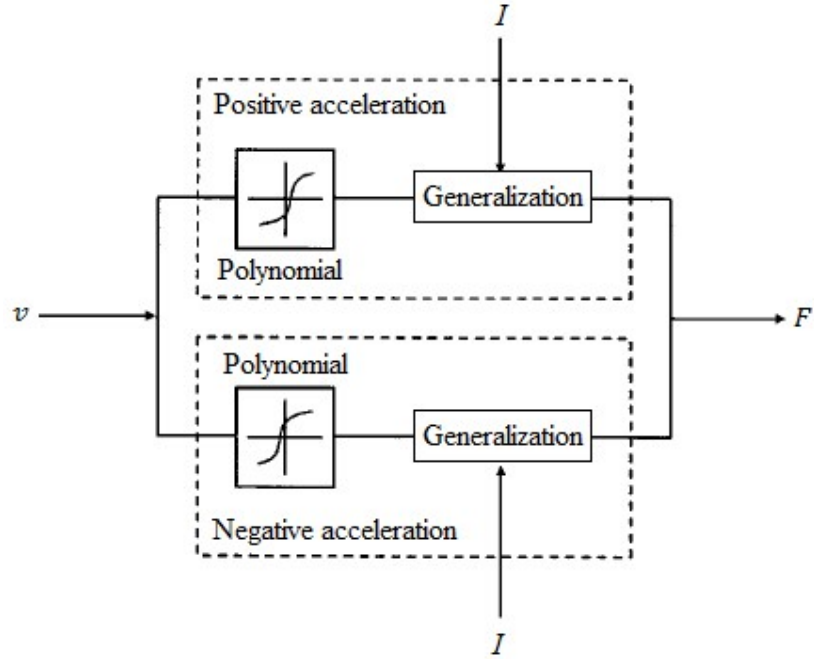 I
Positive acceleration
Generalization
Polynomial
v
F
Polynomial
Generalization
Negative acceleration
I